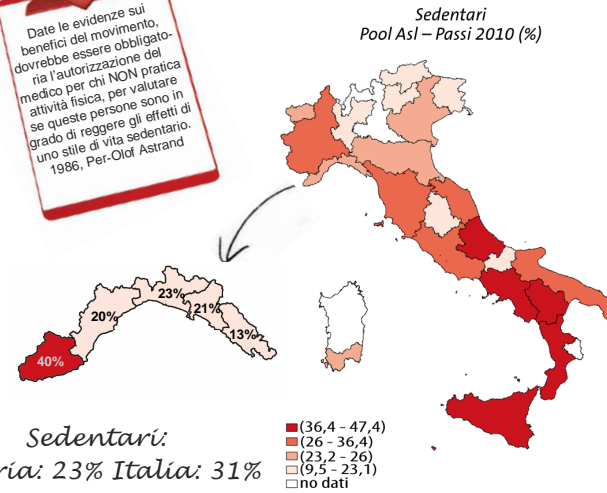 Date le evidenze sui
benefici del movimento,
dovrebbe essere obbligato-
ria l'autorizzazione del
medico per chi NON pratica
attività fisica, per valutare
se queste persone sono in
grado di reggere gli effetti di
uno stile di vita sedentario.
1986, Per-Olof Astrand
Sedentari
Pool Asl – Passi 2010 (%)
23%
20%
21%
13%
40%
Sedentari:
ria: 23% Italia: 31%
(36,4 - 47,4)
(26 - 36,4)
(23,2 - 26)
(9,5 - 23,1)
no dati